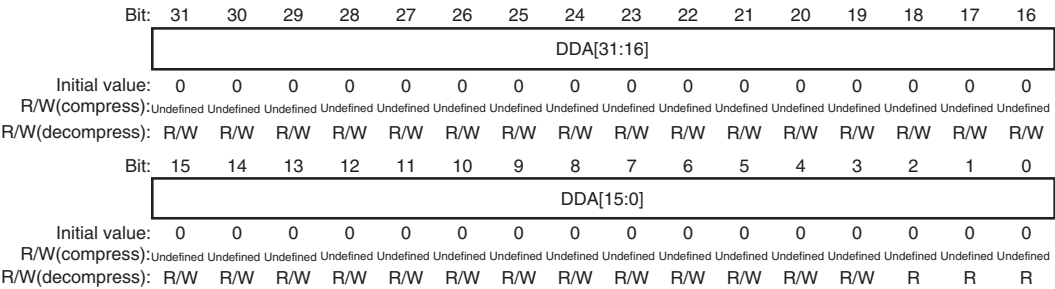 Bit: 31 30 29 28 27 26 25 24 23 22 21 20 19 18 17 16
DDA[31:16]
Initial value: 0 0 0 0 0 0 0 0 0 0 0 0 0 0 0 0
R/W(compress): Undefined Undefined Undefined Undefined Undefined Undefined Undefined Undefined Undefined Undefined Undefined Undefined Undefined Undefined Undefined Undefined
R/W(decompress): R/W R/W R/W R/W R/W R/W R/W R/W R/W R/W R/W R/W R/W R/W R/W R/W
Bit: 15 14 13 12 11 10 9 8 7 6 5 4 3 2 1 0
DDA[15:0]
Initial value: 0 0 0 0 0 0 0 0 0 0 0 0 0 0 0 0
R/W(compress): Undefined Undefined Undefined Undefined Undefined Undefined Undefined Undefined Undefined Undefined Undefined Undefined Undefined Undefined Undefined Undefined
R/W(decompress): R/W R/W R/W R/W R/W R/W R/W R/W R/W R/W R/W R/W R/W R R R